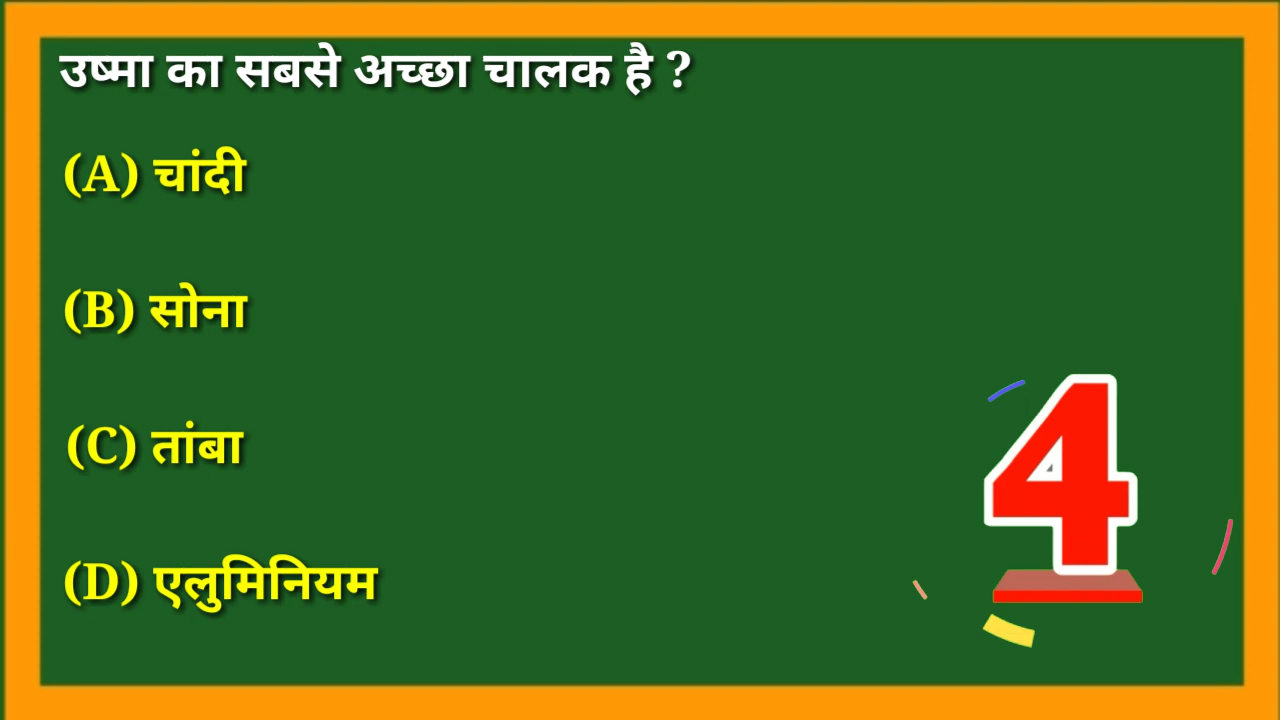 उष्मा का सबसे अच्छा चालक है ?
(A) चांदी
(B) सोना
(C) तांबा
(D) एलुमिनियम
4